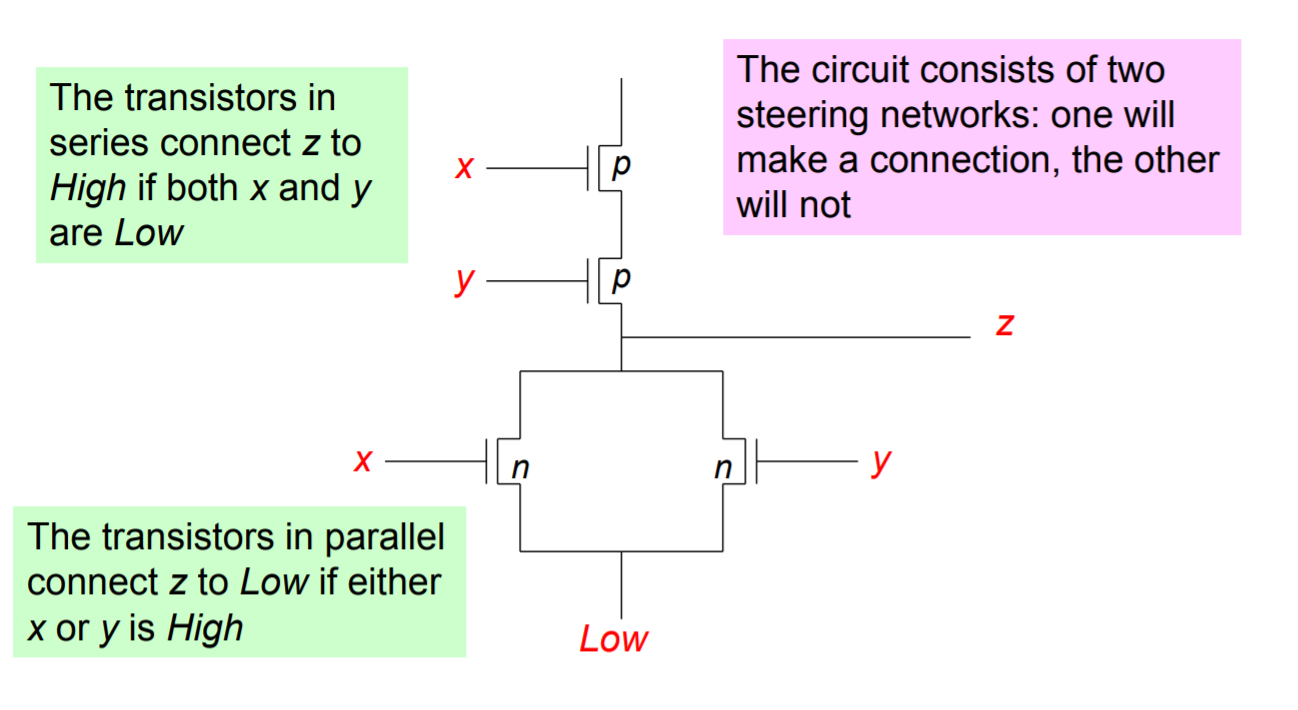 The transistors in
series connect z to
High if both x and y
are Low
The circuit consists of two
steering networks: one will
make a connection, the other
will not
x
p
y
p
z
x
n
n
y
The transistors in parallel
connect z to Low if either
x or y is High
Low